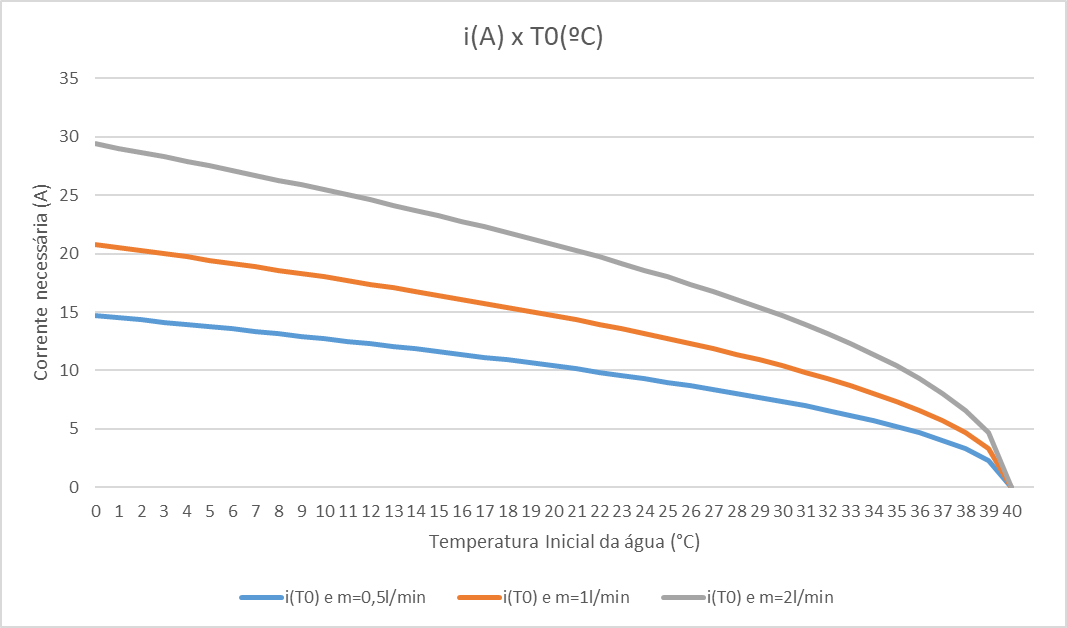 i(A) x T0(ºC)
Corrente necessária (A)
35
30
25
20
15
10
5
0
0 1 2 3 4 5 6 7 8 9 10 11 12 13 14 15 16 17 18 19 20 21 22 23 24 25 26 27 28 29 30 31 32 33 34 35 36 37 38 39 40
Temperatura Inicial da água (°C)
i(T0) e m=0,5l/min i(T0) e m=1l/min i(T0) e m=2l/min